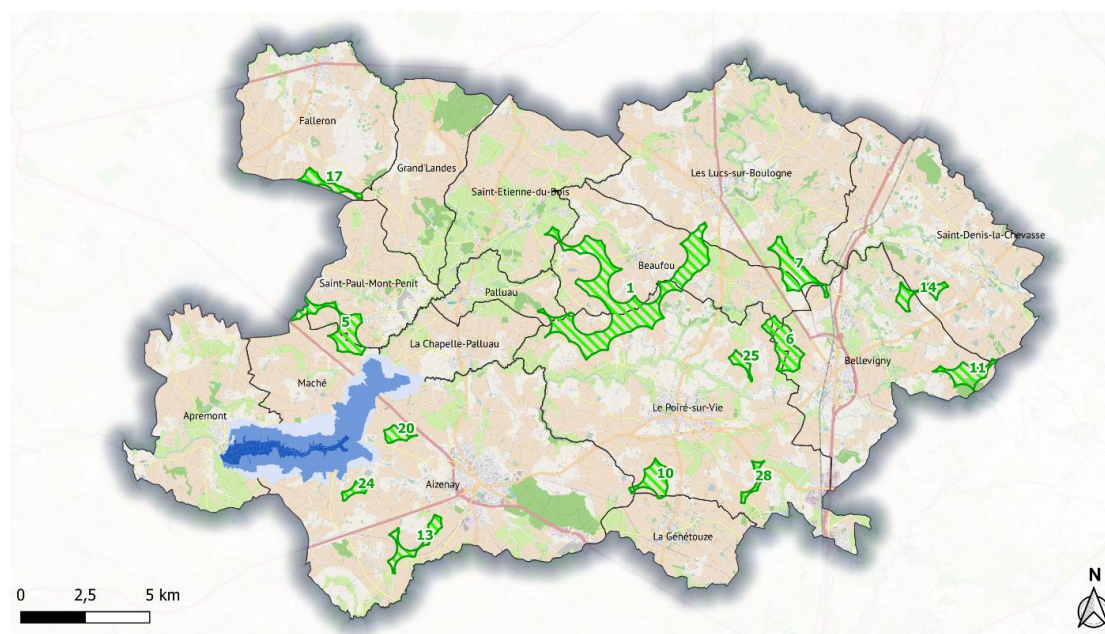 Falleron
Grand'Landes
17
Saint-Etienne-du-Bois
Les Lucs-sur-Boulogne
Saint-Denis-la-Chevasse
Beaufou
7
Saint-Paul-Mont-Penit
Palluau
1
14
5
La Chapelle-Palluau
6
25
Bellevigny
11
Maché
Apremont
Le Poiré-sur-Vie
20
10
28
24
Aizenay
13
La Génétouze
N
0 2,5 5 km